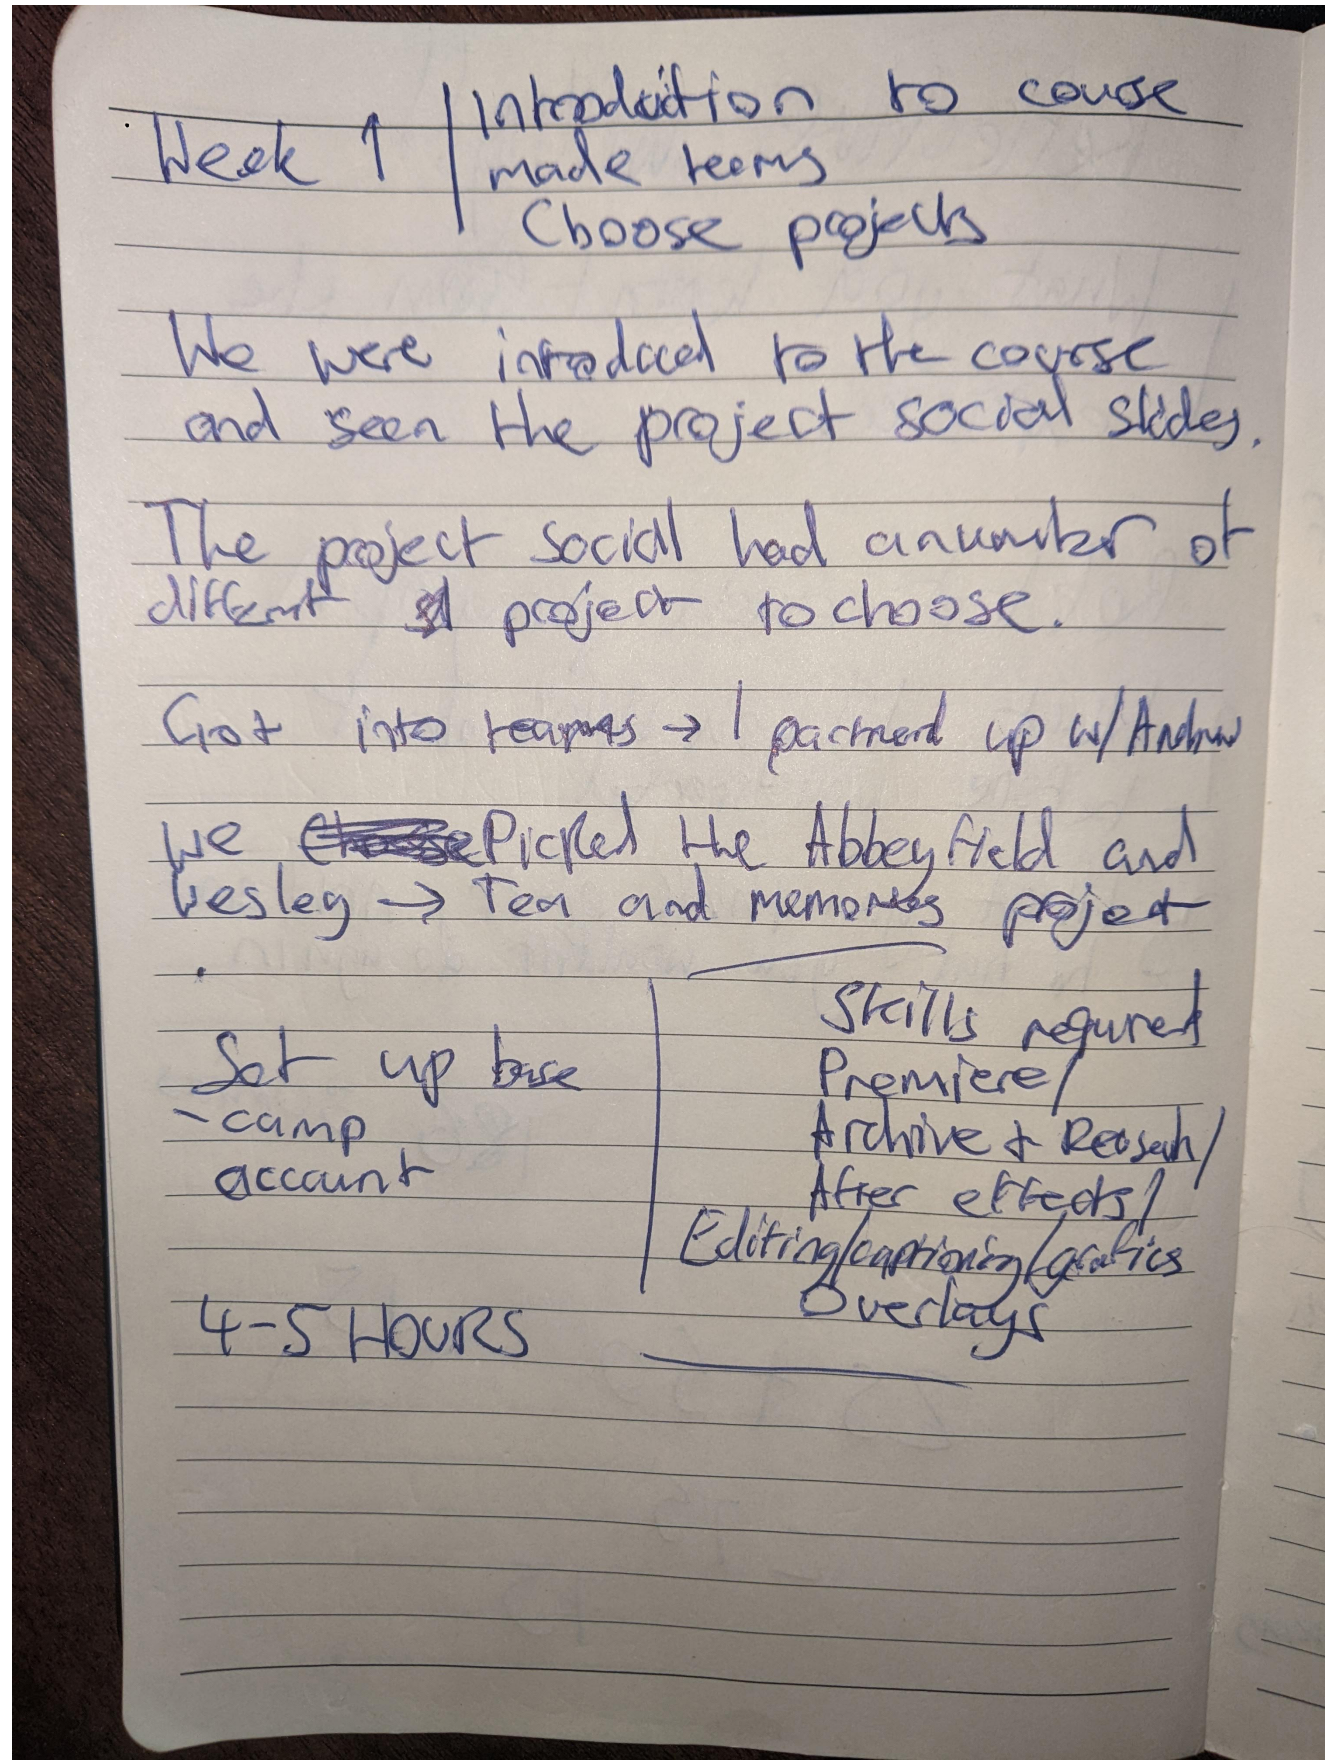 Week 1 | Introduction to course
made teams
Choose projects
We were introduced to the course
and seen the project social slides.
The project social had a number of
different project to choose.
Got into teams → I partnered up w/ Andrew
We Picked the Abbeyfield and
Wesley → Tea and memories project
Set up base
- camp
account
4-5 HOURS
Skills required
Premiere/
Archive + Reseach/
After effects/
Editing/captioning/grafics
Overlays